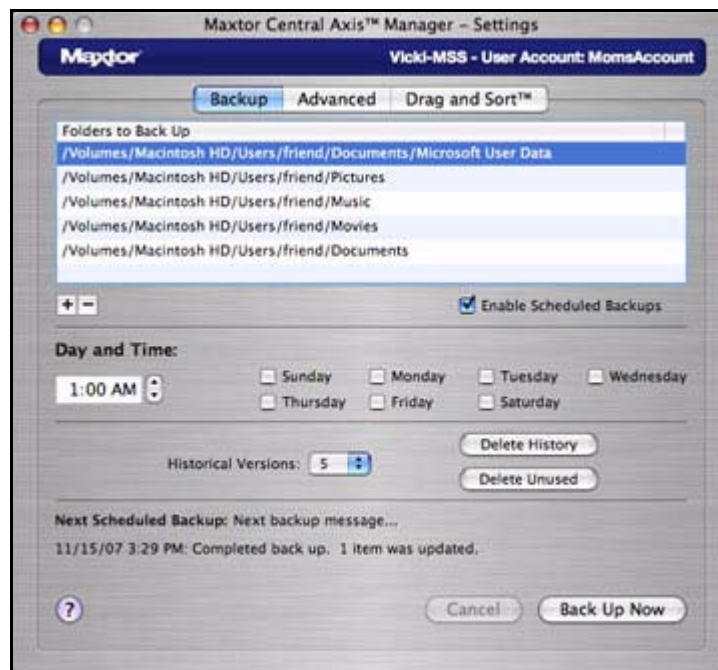 Maxtor Central Axis™ Manager – Settings
Maxtor
Vicki-MSS - User Account: MomsAccount
Backup Advanced Drag and Sort™
Folders to Back Up
/Volumes/Macintosh HD/Users/friend/Documents/Microsoft User Data
/Volumes/Macintosh HD/Users/friend/Pictures
/Volumes/Macintosh HD/Users/friend/Music
/Volumes/Macintosh HD/Users/friend/Movies
/Volumes/Macintosh HD/Users/friend/Documents
+ − Enable Scheduled Backups
Day and Time:
1:00 AM
Sunday Monday Tuesday Wednesday
Thursday Friday Saturday
Historical Versions: 5
Delete History
Delete Unused
Next Scheduled Backup: Next backup message...
11/15/07 3:29 PM: Completed back up. 1 item was updated.
? Cancel Back Up Now